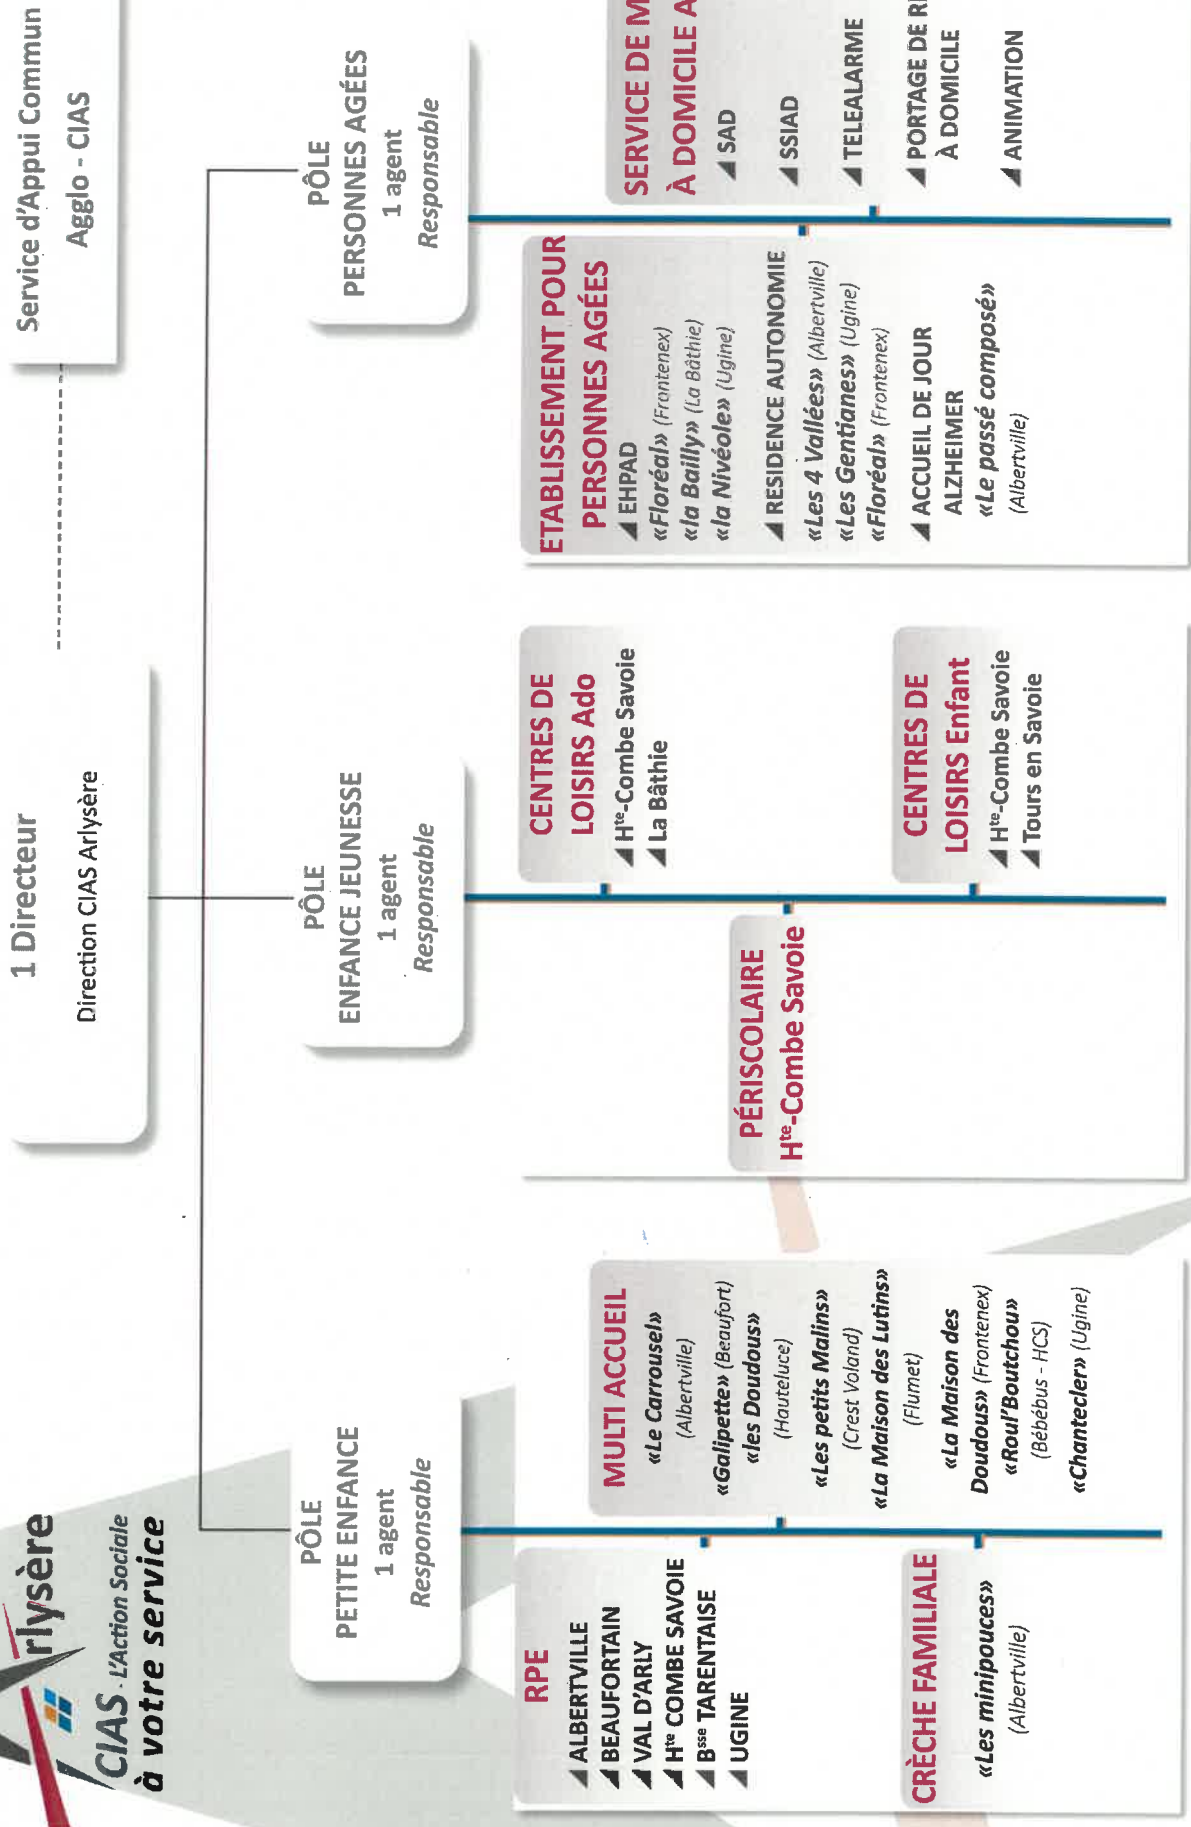 Arlysère
CIAS - L'Action Sociale
à votre service
1 Directeur
Direction CIAS Arlysère
Service d'Appui Commun
Agglo - CIAS
PÔLE
PETITE ENFANCE
1 agent
Responsable
RPE
ALBERTVILLE
BEAUFORTAIN
VAL D'ARLY
Hte COMBE SAVOIE
Bsse TARENTAISE
UGINE
MULTI ACCUEIL
«Le Carrousel»
(Albertville)
«Galipette» (Beaufort)
«les Doudous»
(Hauteluce)
«Les petits Malins»
(Crest Voland)
«La Maison des Lutins»
(Flumet)
«La Maison des
Doudous» (Frontenex)
«Roul'Boutchou»
(Bébébus - HCS)
«Chantecler» (Ugine)
CRÈCHE FAMILIALE
«Les minipouces»
(Albertville)
PÔLE
ENFANCE JEUNESSE
1 agent
Responsable
CENTRES DE
LOISIRS Ado
Hte-Combe Savoie
La Bâthie
PÉRISCOLAIRE
Hte-Combe Savoie
CENTRES DE
LOISIRS Enfant
Hte-Combe Savoie
Tours en Savoie
PÔLE
PERSONNES AGÉES
1 agent
Responsable
ETABLISSEMENT POUR
PERSONNES AGÉES
EHPAD
«Floréal» (Frontenex)
«la Bailly» (La Bâthie)
«la Nivéole» (Ugine)
RÉSIDENCE AUTONOMIE
«Les 4 Vallées» (Albertville)
«Les Gentianes» (Ugine)
«Floréal» (Frontenex)
ACCUEIL DE JOUR
ALZHEIMER
«Le passé composé»
(Albertville)
SERVICE DE M
À DOMICILE A
SAD
SSIAD
TELEALARME
PORTAGE DE R
À DOMICILE
ANIMATION